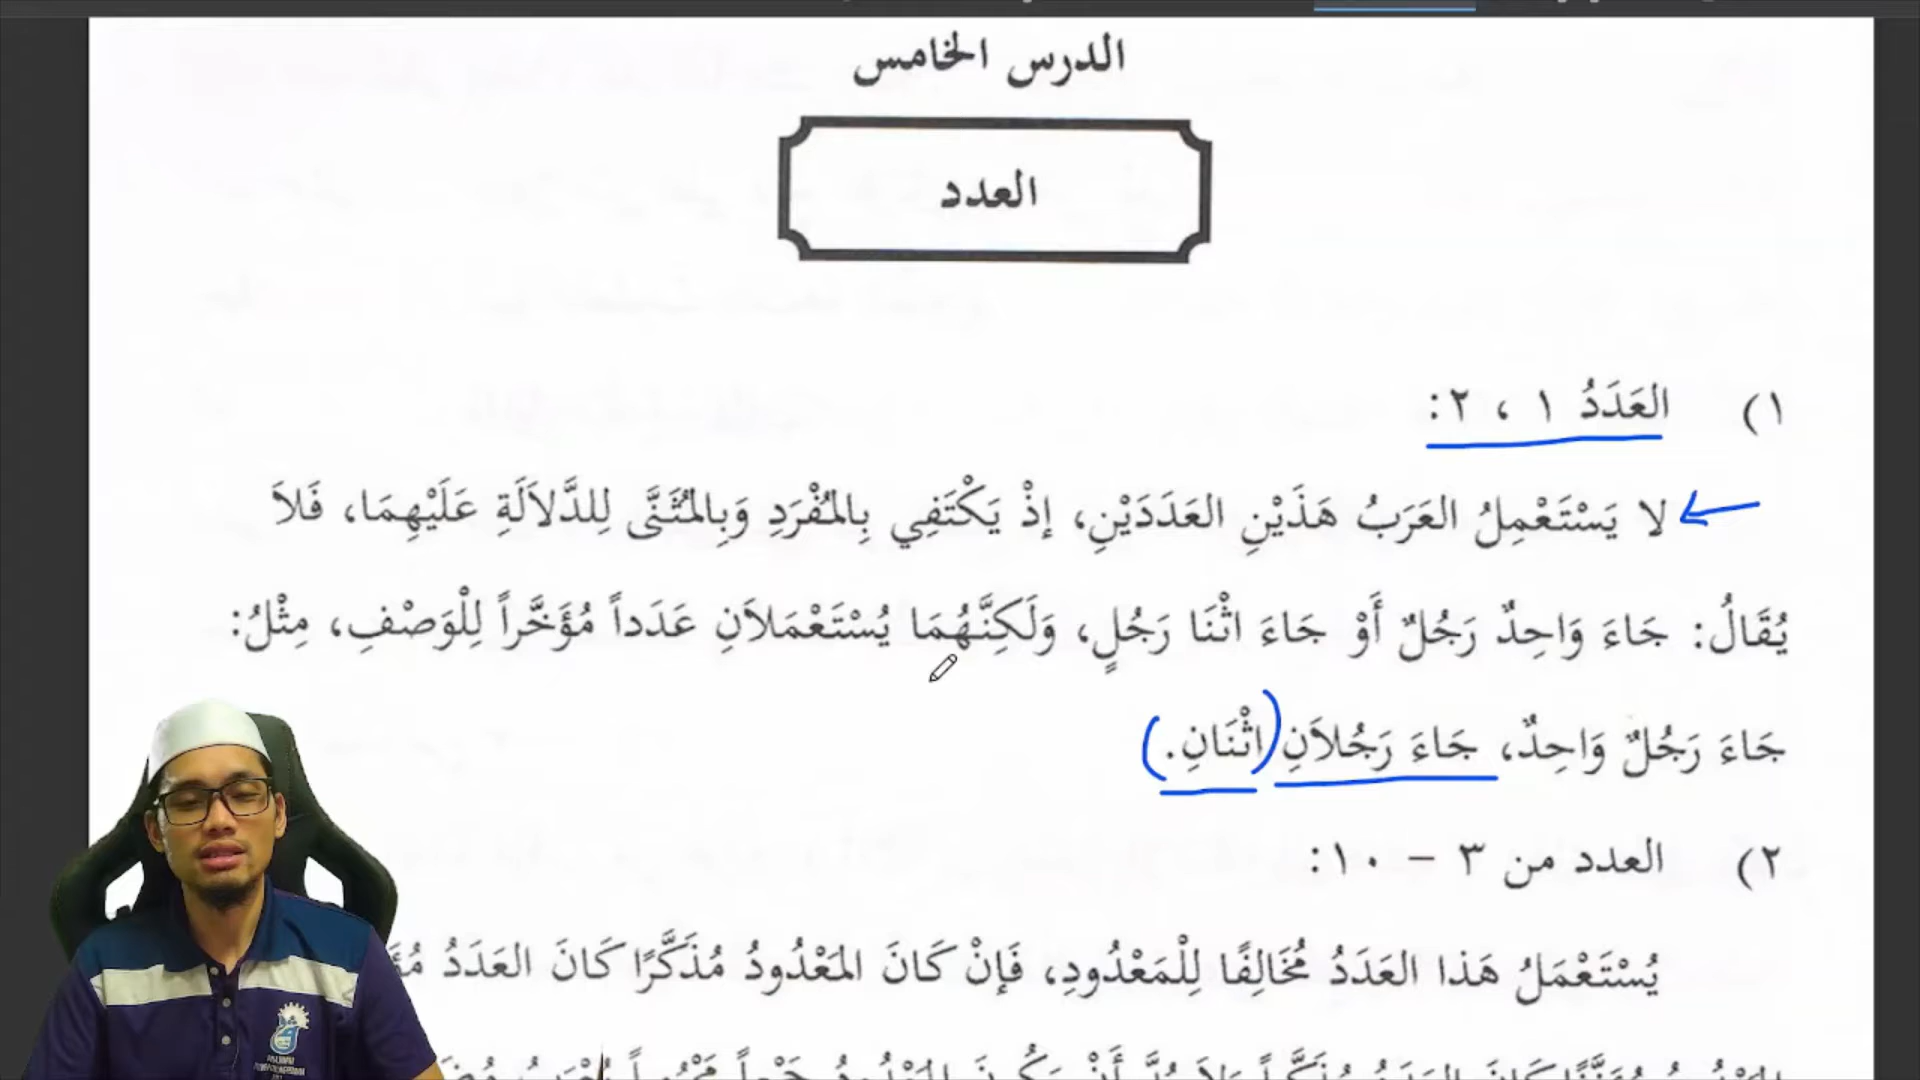 الدرس الخامس
العدد
١) العَدَدُ ١ ، ٢:
لا يَسْتَعْمِلُ العَرَبُ هَذَيْنِ العَدَدَيْنِ، إذْ يَكْتَفِي بِالمُفْرَدِ وَبِالمُثَنَّى لِلدَّلاَلَةِ عَلَيْهِمَا، فَلاَ
يُقَالُ: جَاءَ وَاحِدٌ رَجُلٌ أَوْ جَاءَ اثْنَا رَجُلٍ، وَلَكِنَّهُمَا يُسْتَعْمَلاَنِ عَدَداً مُؤَخَّراً لِلْوَصْفِ، مِثْلُ:
جَاءَ رَجُلٌ وَاحِدٌ، جَاءَ رَجُلاَنِ اثْنَانِ.
٢) العدد من ٣ – ١٠:
يُسْتَعْمَلُ هَذا العَدَدُ مُخَالِفًا لِلْمَعْدُودِ، فَإِنْ كَانَ المَعْدُودُ مُذَكَّرًا كَانَ العَدَدُ